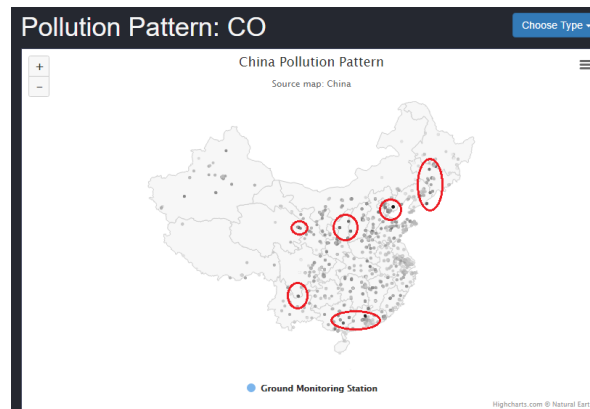 Pollution Pattern: CO
Choose Type
+
−
China Pollution Pattern
Source map: China
Ground Monitoring Station
Highcharts.com © Natural Eart